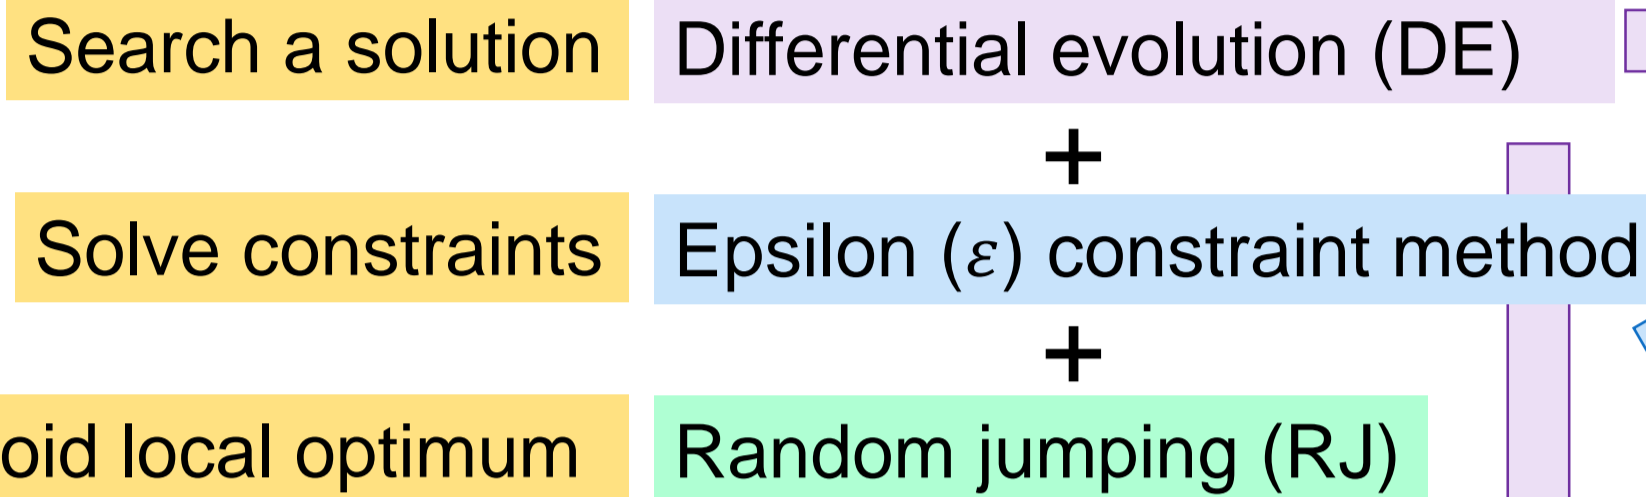 Search a solution Differential evolution (DE)
+
Solve constraints Epsilon (ε) constraint method
+
oid local optimum Random jumping (RJ)